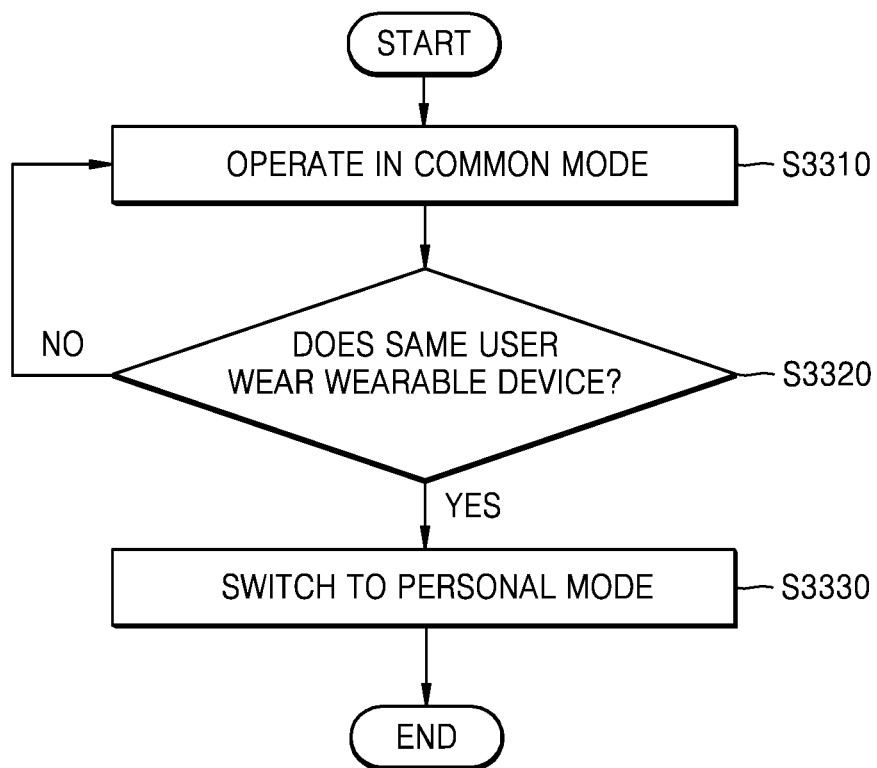 START
OPERATE IN COMMON MODE
S3310
DOES SAME USER
WEAR WEARABLE DEVICE?
S3320
NO
YES
SWITCH TO PERSONAL MODE
S3330
END